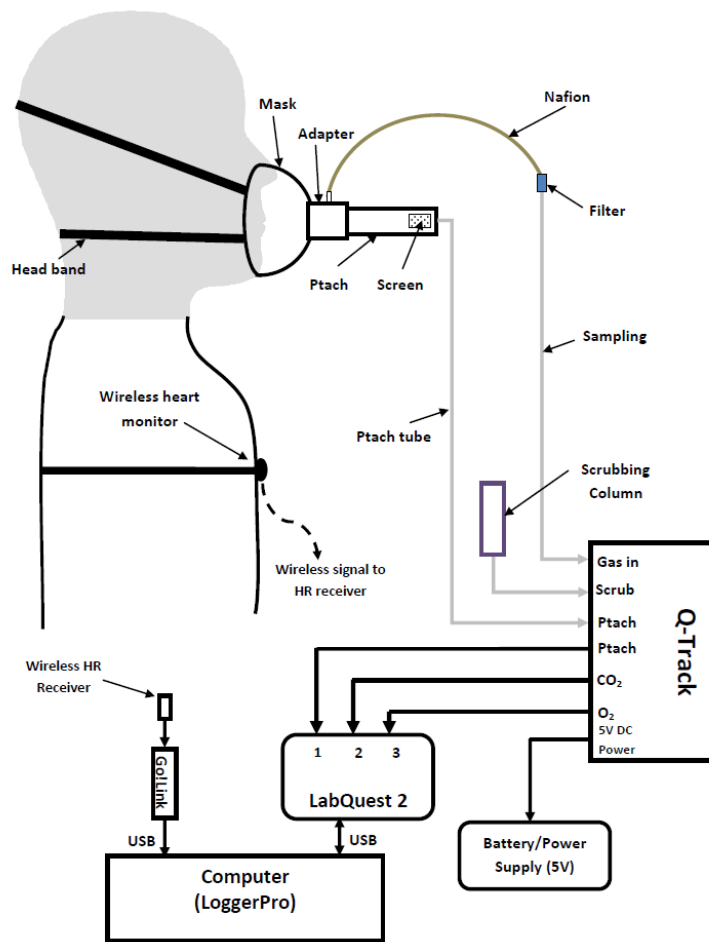 Mask
Adapter
Nafion
Filter
Head band
Ptach
Screen
Sampling
Wireless heart
monitor
Ptach tube
Scrubbing
Column
Wireless signal to
HR receiver
Gas in
Scrub
Ptach
Ptach
CO₂
O₂
5V DC
Power
Q-Track
Wireless HR
Receiver
Go!Link
1 2 3
LabQuest 2
USB
USB
Battery/Power
Supply (5V)
Computer
(LoggerPro)